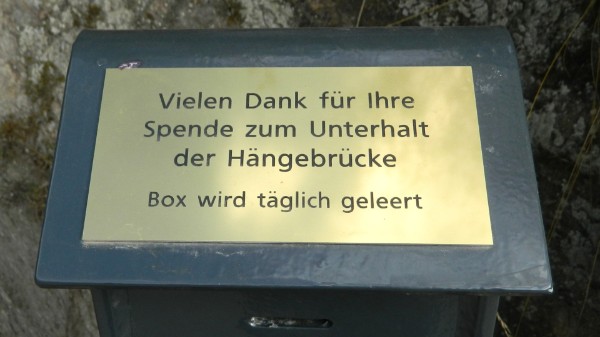 Vielen Dank für Ihre
Spende zum Unterhalt
der Hängebrücke
Box wird täglich geleert